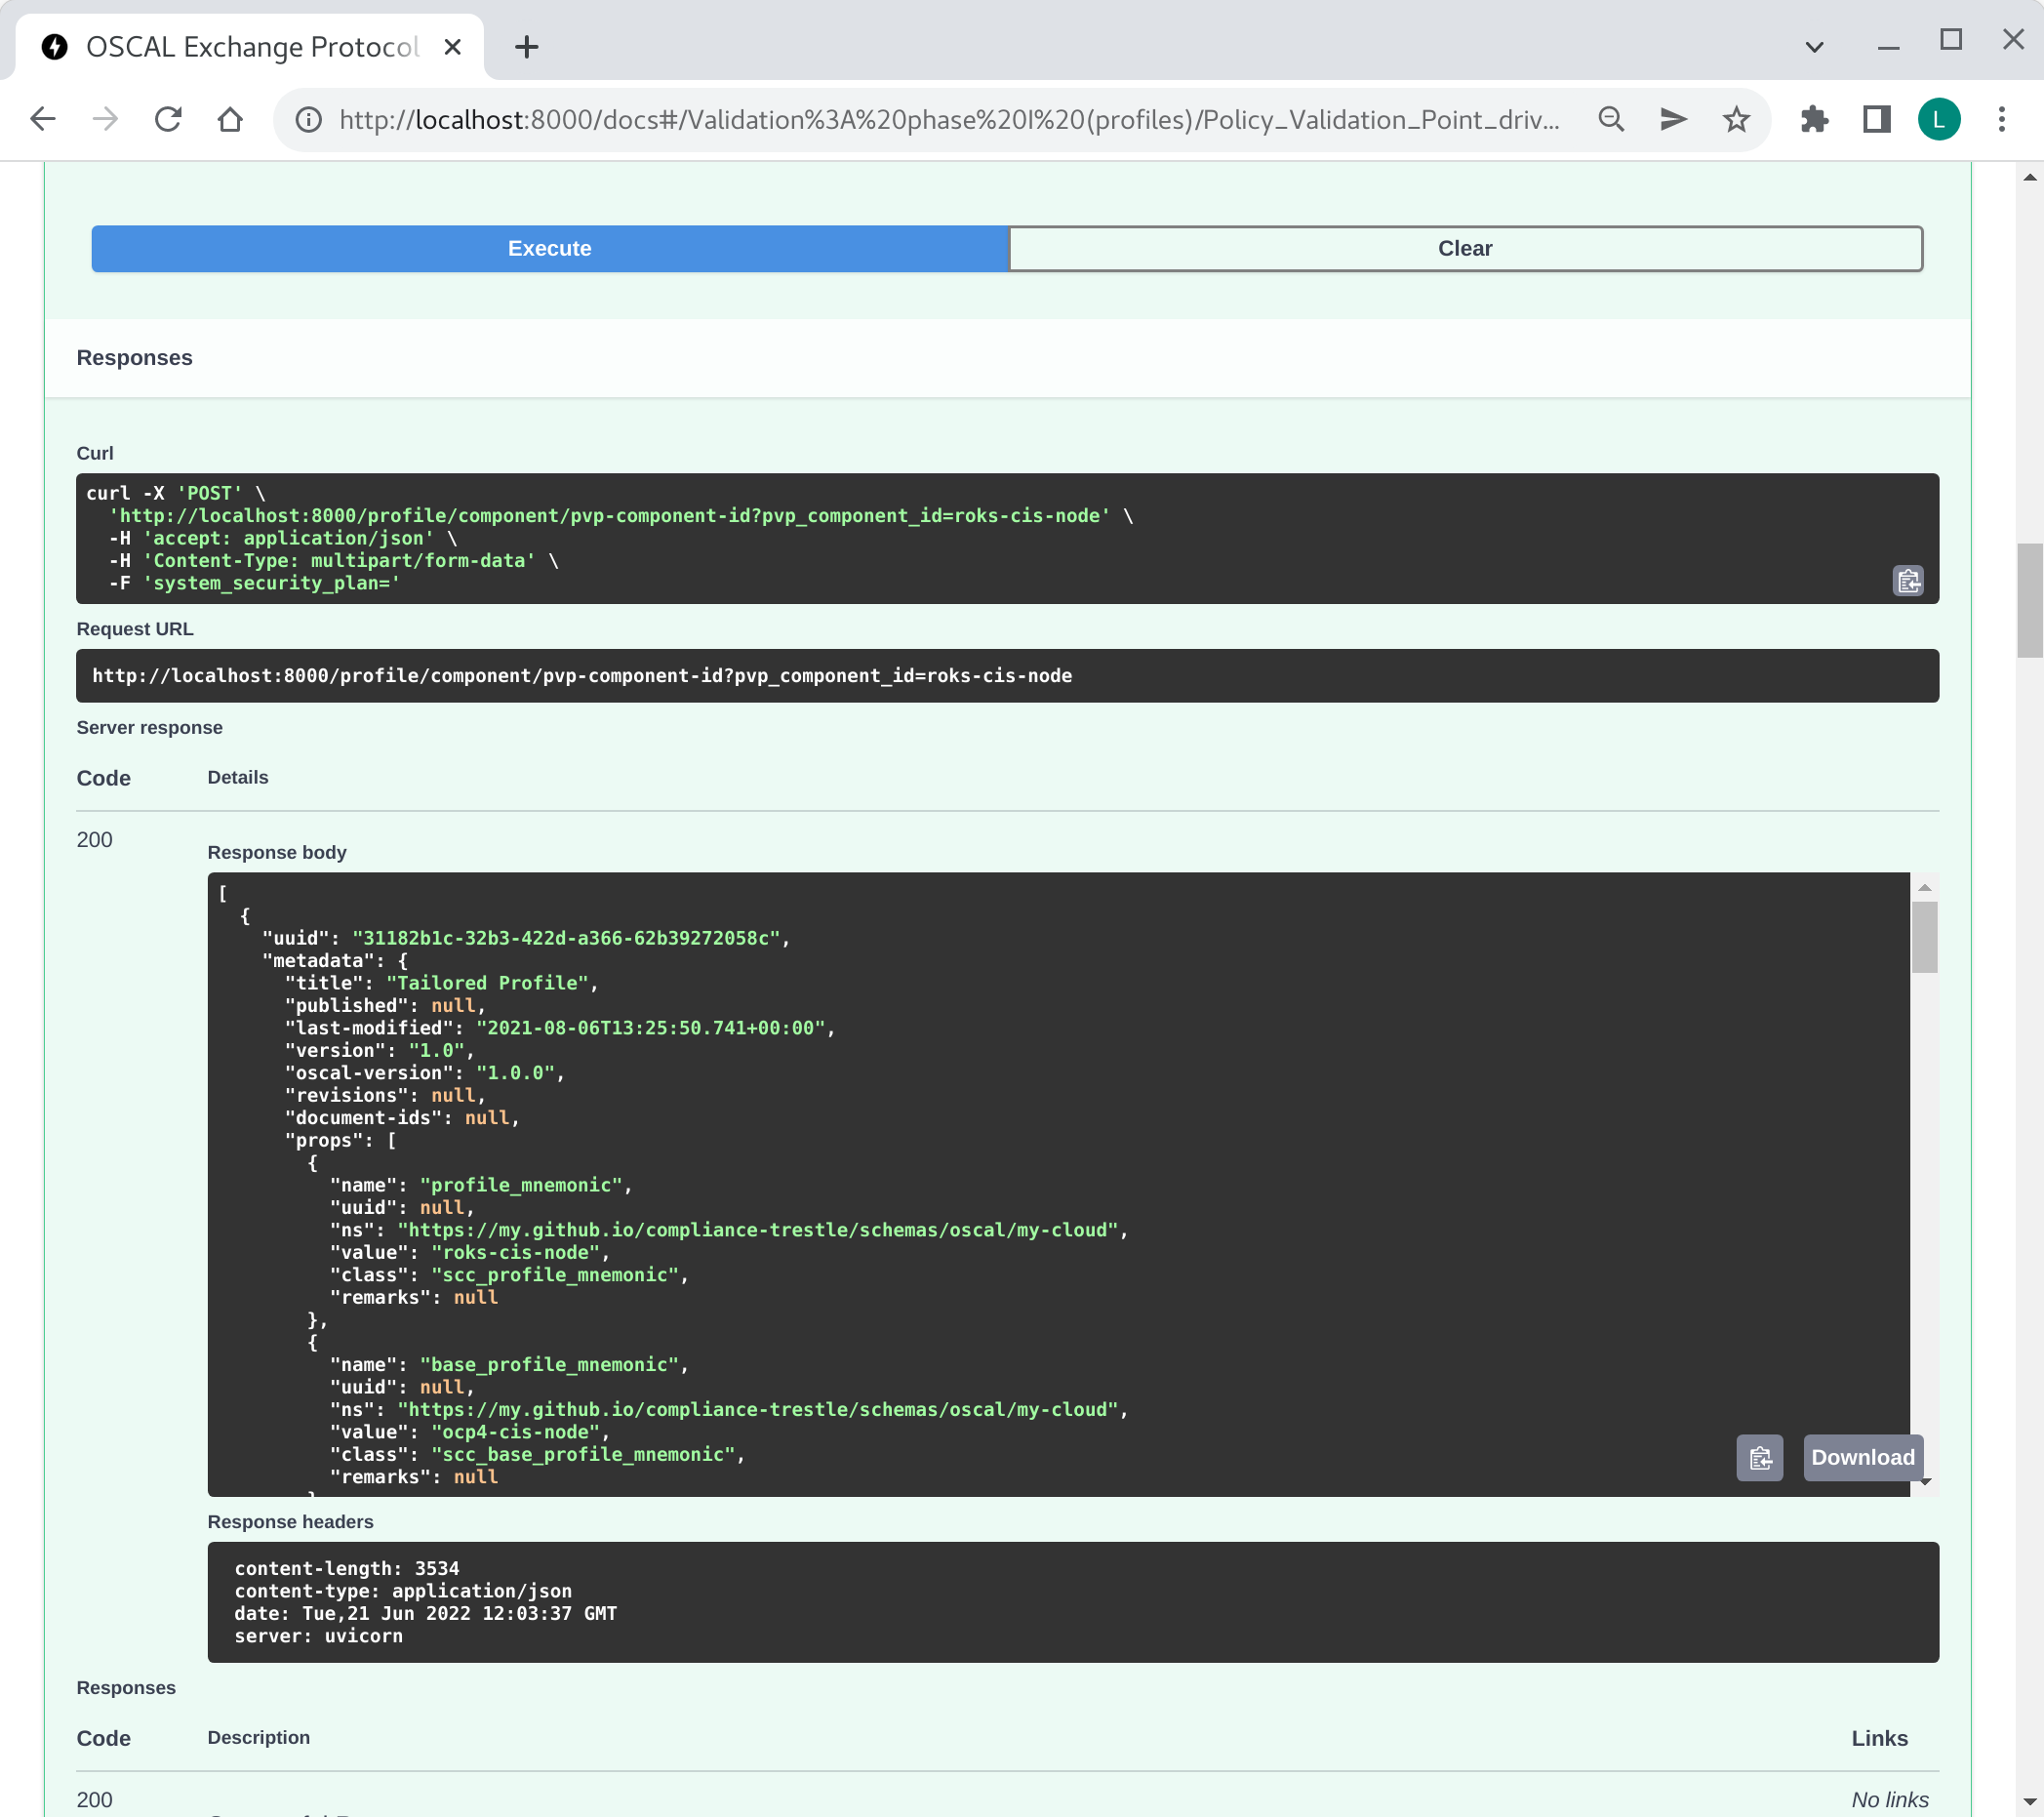 OSCAL Exchange Protocol
http://localhost:8000/docs#/Validation%3A%20phase%20I%20(profiles)/Policy_Validation_Point_driv...
L
Execute
Clear
Responses
Curl
curl -X 'POST' \
  'http://localhost:8000/profile/component/pvp-component-id?pvp_component_id=roks-cis-node' \
  -H 'accept: application/json' \
  -H 'Content-Type: multipart/form-data' \
  -F 'system_security_plan='
Request URL
http://localhost:8000/profile/component/pvp-component-id?pvp_component_id=roks-cis-node
Server response
Code Details
200
Response body
[
  {
    "uuid": "31182b1c-32b3-422d-a366-62b39272058c",
    "metadata": {
      "title": "Tailored Profile",
      "published": null,
      "last-modified": "2021-08-06T13:25:50.741+00:00",
      "version": "1.0",
      "oscal-version": "1.0.0",
      "revisions": null,
      "document-ids": null,
      "props": [
        {
          "name": "profile_mnemonic",
          "uuid": null,
          "ns": "https://my.github.io/compliance-trestle/schemas/oscal/my-cloud",
          "value": "roks-cis-node",
          "class": "scc_profile_mnemonic",
          "remarks": null
        },
        {
          "name": "base_profile_mnemonic",
          "uuid": null,
          "ns": "https://my.github.io/compliance-trestle/schemas/oscal/my-cloud",
          "value": "ocp4-cis-node",
          "class": "scc_base_profile_mnemonic",
          "remarks": null
Download
Response headers
content-length: 3534
content-type: application/json
date: Tue,21 Jun 2022 12:03:37 GMT
server: uvicorn
Responses
Code Description Links
200 No links